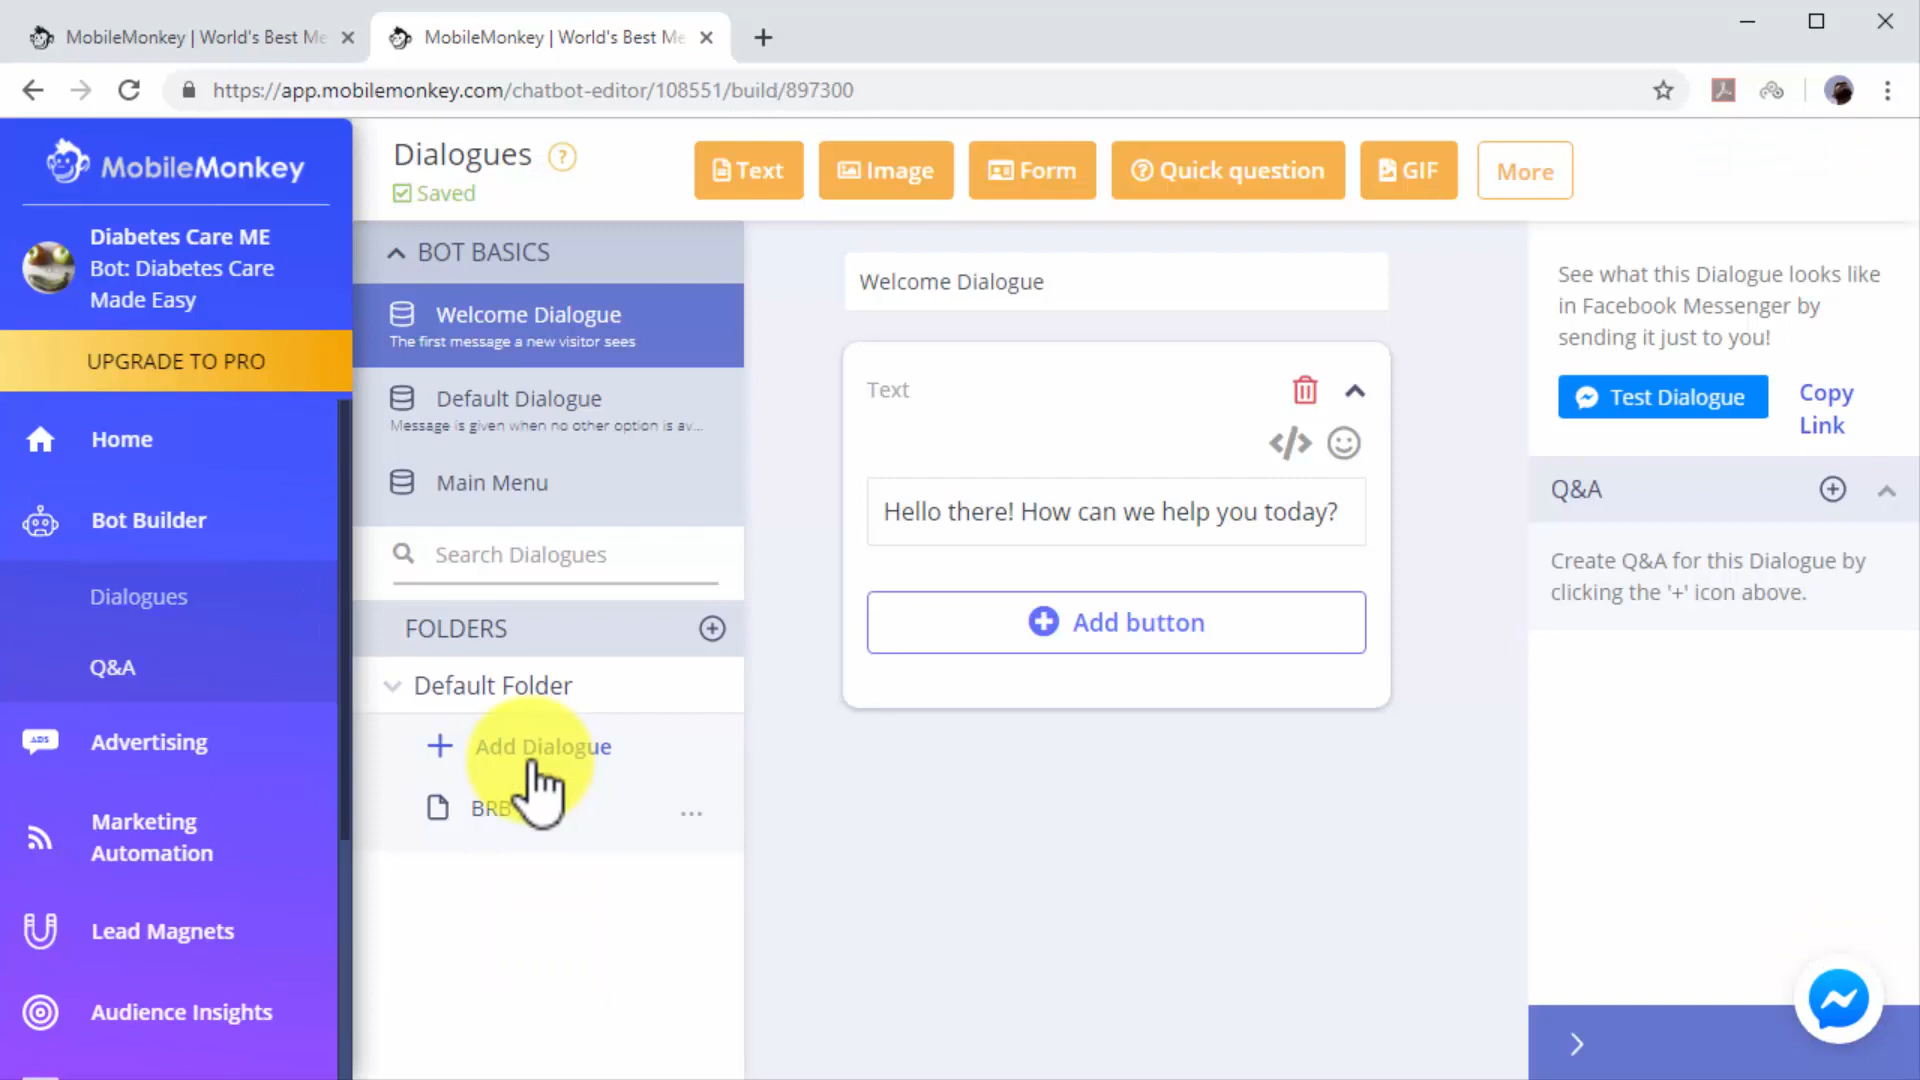 MobileMonkey | World's Best Me
MobileMonkey | World's Best Me
https://app.mobilemonkey.com/chatbot-editor/108551/build/897300
MobileMonkey
Diabetes Care ME
Bot: Diabetes Care
Made Easy
UPGRADE TO PRO
Home
Bot Builder
Dialogues
Q&A
ADS
Advertising
Marketing
Automation
Lead Magnets
Audience Insights
Dialogues ?
Saved
Text
Image
Form
Quick question
GIF
More
BOT BASICS
Welcome Dialogue
The first message a new visitor sees
Default Dialogue
Message is given when no other option is av...
Main Menu
Search Dialogues
FOLDERS
Default Folder
Add Dialogue
BRB
...
Welcome Dialogue
Text
Hello there! How can we help you today?
Add button
See what this Dialogue looks like
in Facebook Messenger by
sending it just to you!
Test Dialogue
Copy
Link
Q&A
Create Q&A for this Dialogue by
clicking the '+' icon above.